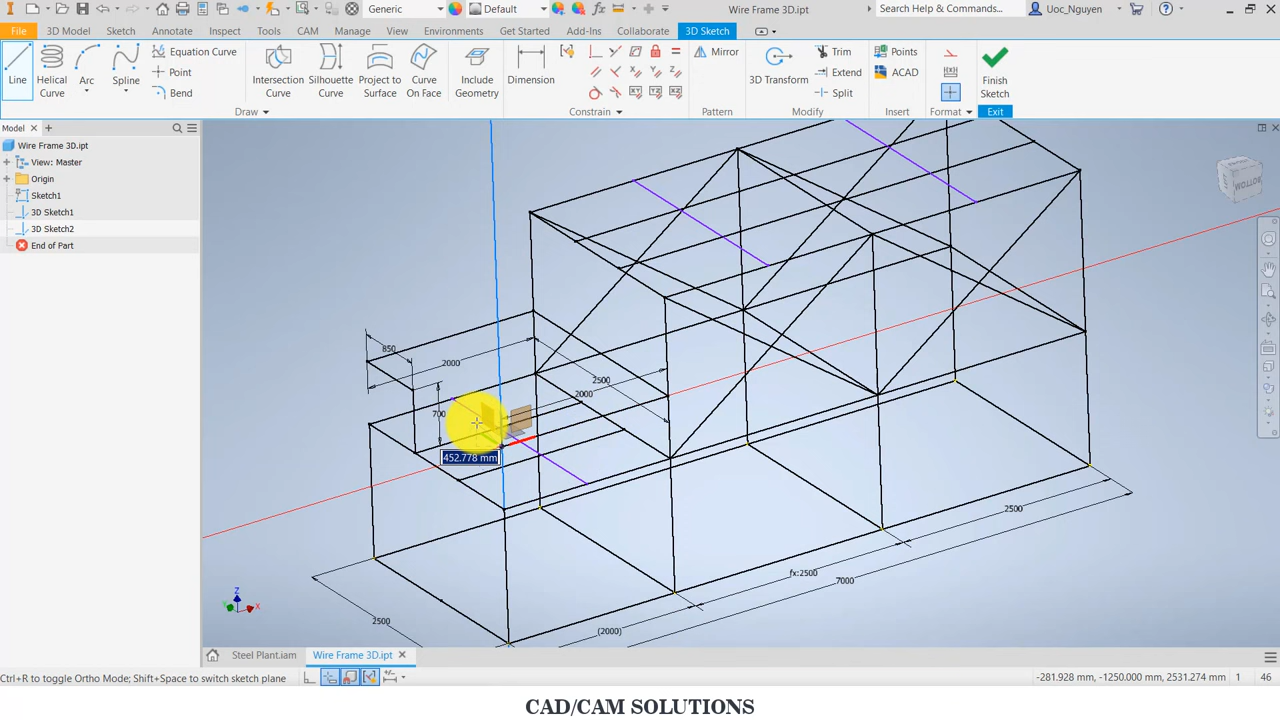 Generic
Default
Wire Frame 3D.ipt
Search Help & Commands...
Uoc_Nguyen
File
3D Model
Sketch
Annotate
Inspect
Tools
CAM
Manage
View
Environments
Get Started
Add-Ins
Collaborate
3D Sketch
Line
Helical Curve
Arc
Spline
Equation Curve
Point
Bend
Intersection Curve
Silhouette Curve
Project to Surface
Curve On Face
Include Geometry
Dimension
Mirror
3D Transform
Trim
Extend
Split
Points
ACAD
Finish Sketch
Draw
Constrain
Pattern
Modify
Insert
Format
Exit
Model
Wire Frame 3D.ipt
View: Master
Origin
Sketch1
3D Sketch1
3D Sketch2
End of Part
BOTTOM
850
2000
2500
2000
700
452.778 mm
2500
fx:2500
7000
(2000)
2500
Z
X
Y
Steel Plant.iam
Wire Frame 3D.ipt
Ctrl+R to toggle Ortho Mode; Shift+Space to switch sketch plane
-281.928 mm, -1250.000 mm, 2531.274 mm
1
46
CAD/CAM SOLUTIONS